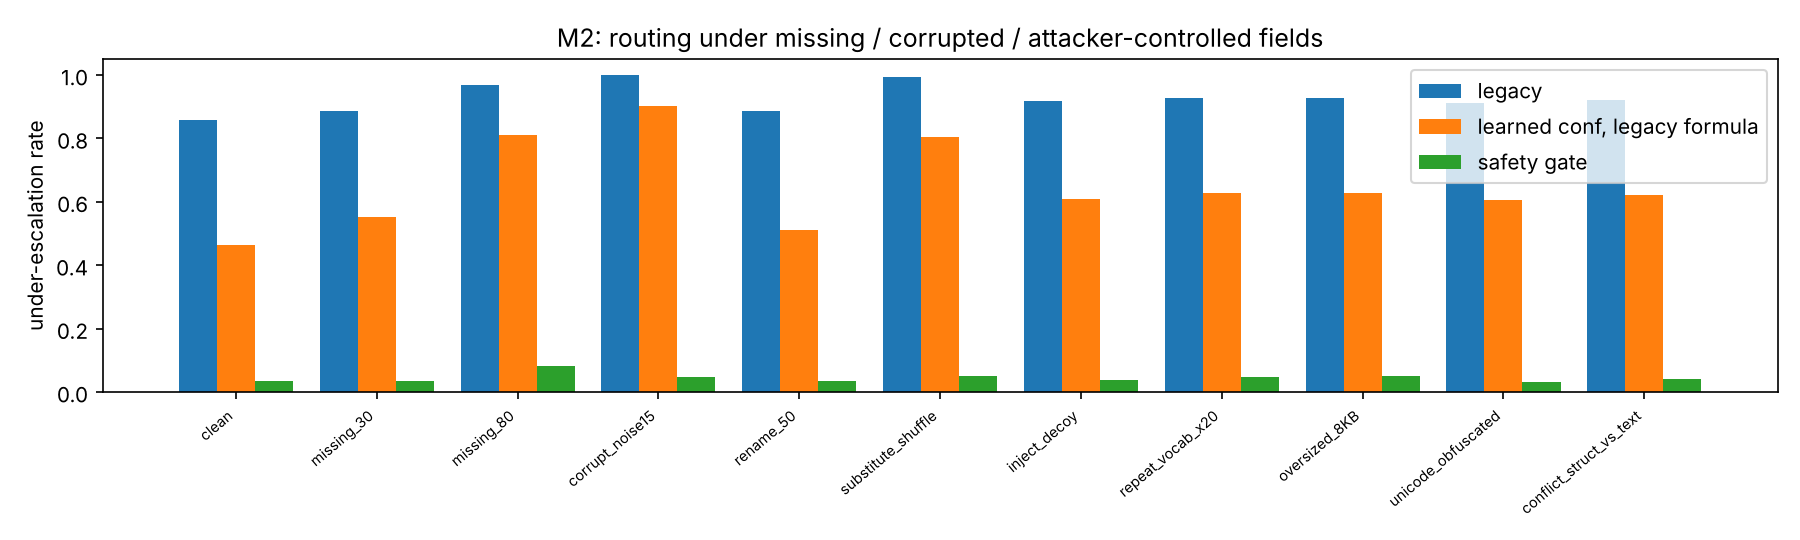 M2: routing under missing / corrupted / attacker-controlled fields
under-escalation rate
1.0
0.8
0.6
0.4
0.2
0.0
legacy
learned conf, legacy formula
safety gate
clean
missing_30
missing_80
corrupt_noise15
rename_50
substitute_shuffle
inject_decoy
repeat_vocab_x20
oversized_8KB
unicode_obfuscated
conflict_struct_vs_text